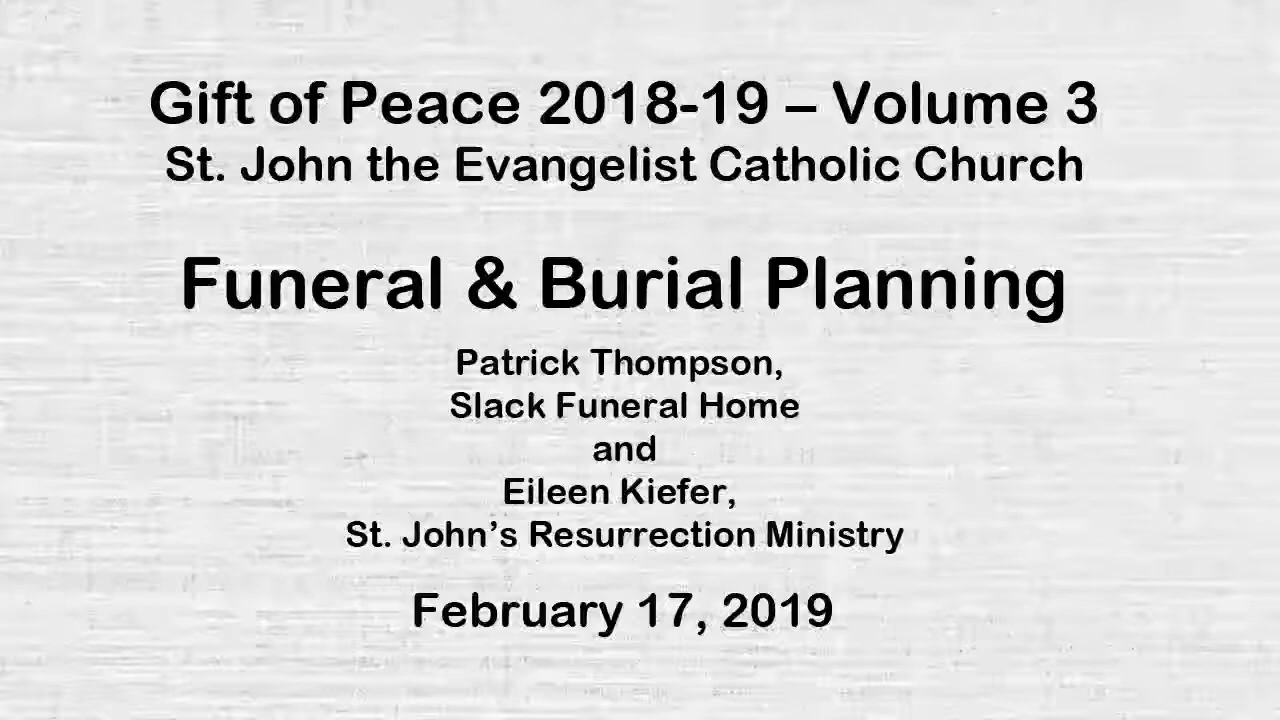 Gift of Peace 2018-19 – Volume 3
St. John the Evangelist Catholic Church
Funeral & Burial Planning
Patrick Thompson,
Slack Funeral Home
and
Eileen Kiefer,
St. John’s Resurrection Ministry
February 17, 2019